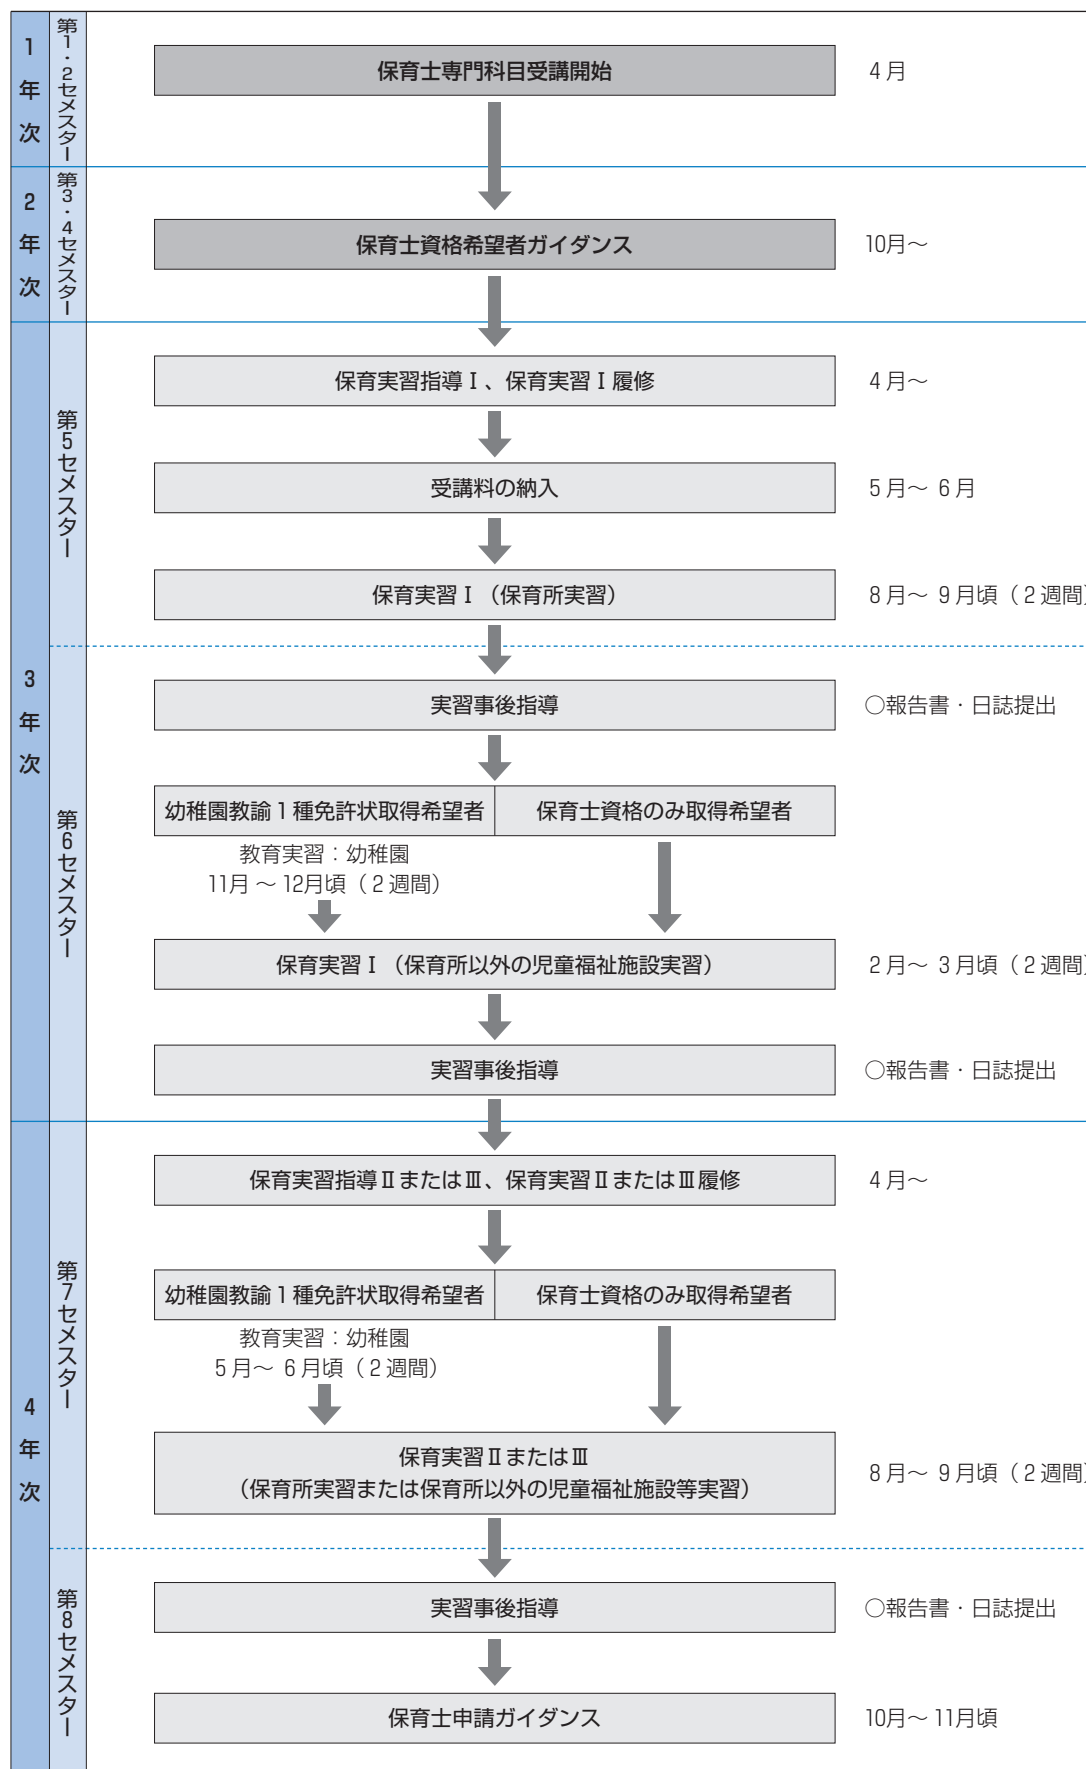 1年次
第1・2セメスター
保育士専門科目受講開始
4月
2年次
第3・4セメスター
保育士資格希望者ガイダンス
10月～
3年次
第5セメスター
保育実習指導Ⅰ、保育実習Ⅰ履修
4月～
受講料の納入
5月～6月
保育実習Ⅰ（保育所実習）
8月～9月頃（2週間）
第6セメスター
実習事後指導
○報告書・日誌提出
幼稚園教諭1種免許状取得希望者
保育士資格のみ取得希望者
教育実習：幼稚園
11月～12月頃（2週間）
保育実習Ⅰ（保育所以外の児童福祉施設実習）
2月～3月頃（2週間）
実習事後指導
○報告書・日誌提出
4年次
第7セメスター
保育実習指導ⅡまたはⅢ、保育実習ⅡまたはⅢ履修
4月～
幼稚園教諭1種免許状取得希望者
保育士資格のみ取得希望者
教育実習：幼稚園
5月～6月頃（2週間）
保育実習ⅡまたはⅢ
（保育所実習または保育所以外の児童福祉施設等実習）
8月～9月頃（2週間）
第8セメスター
実習事後指導
○報告書・日誌提出
保育士申請ガイダンス
10月～11月頃